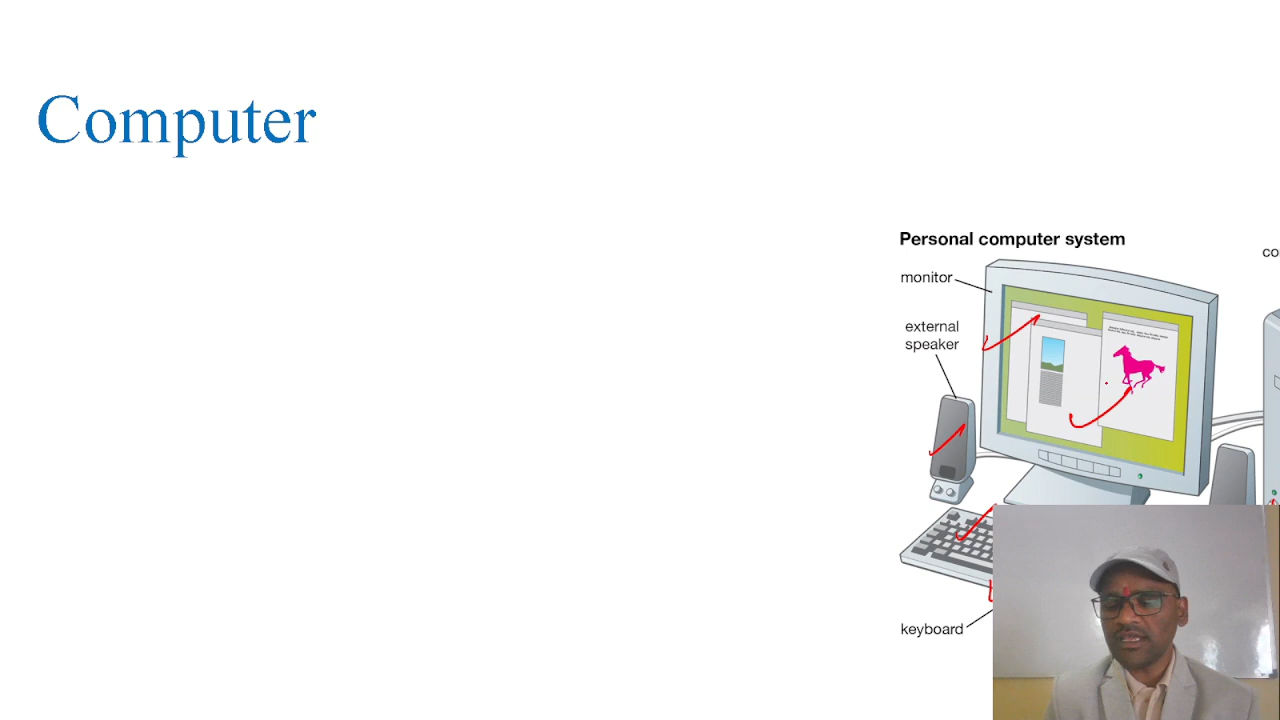 Computer
Personal computer system
monitor
external
speaker
keyboard